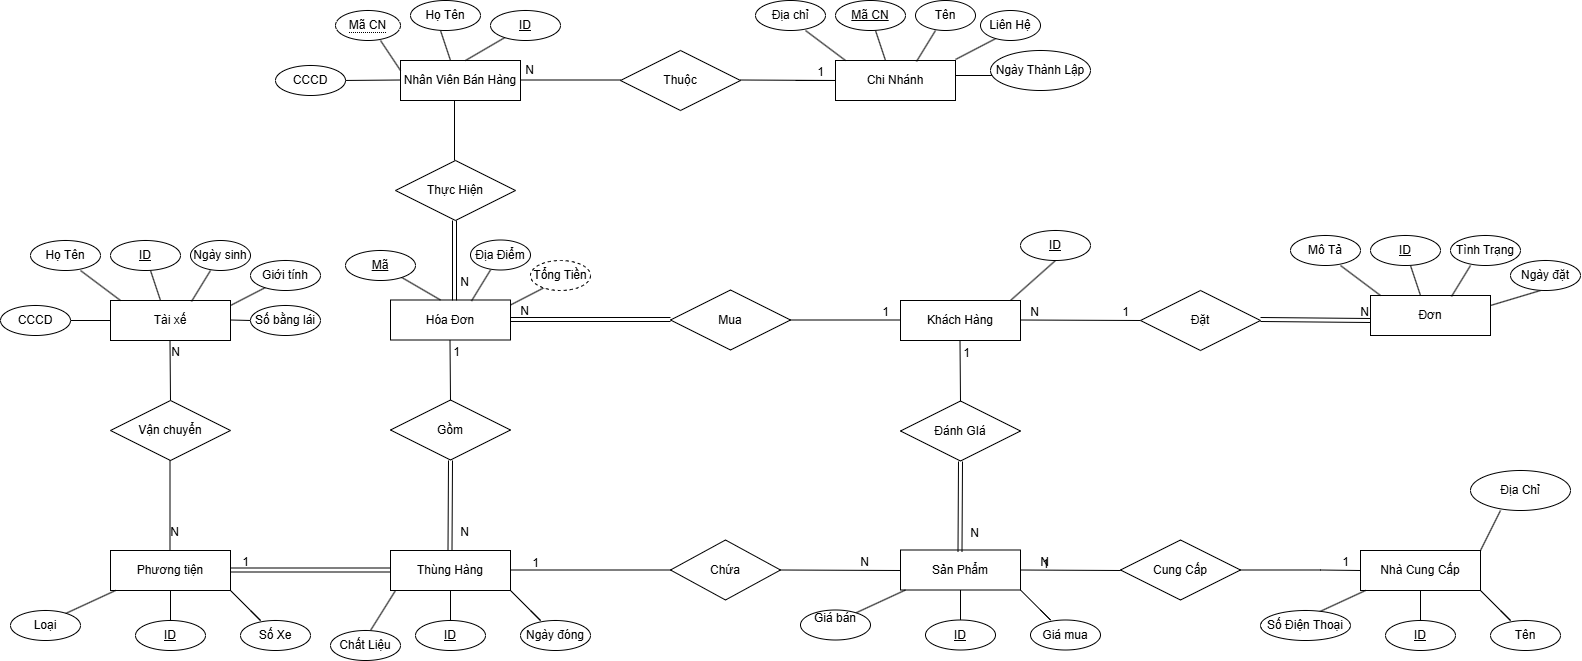 Mã CN
Họ Tên
ID
Địa chỉ
Mã CN
Tên
Liên Hệ
CCCD
Nhân Viên Bán Hàng
N
Thuộc
1
Chi Nhánh
Ngày Thành Lập
Thực Hiện
Họ Tên
ID
Ngày sinh
Giới tính
Mã
Địa Điểm
Tổng Tiền
ID
Mô Tả
ID
Tình Trạng
Ngày đặt
N
CCCD
Tài xế
Số bằng lái
Hóa Đơn
N
Mua
1
Khách Hàng
N
1
Đặt
N
Đơn
N
1
1
Vận chuyển
Gồm
Đánh GIá
Địa Chỉ
N
N
N
Phương tiện
1
Thùng Hàng
1
Chứa
N
Sản Phẩm
N
1
Cung Cấp
1
Nhà Cung Cấp
Loại
ID
Số Xe
Chất Liệu
ID
Ngày đóng
Giá bán
ID
Giá mua
Số Điện Thoại
ID
Tên